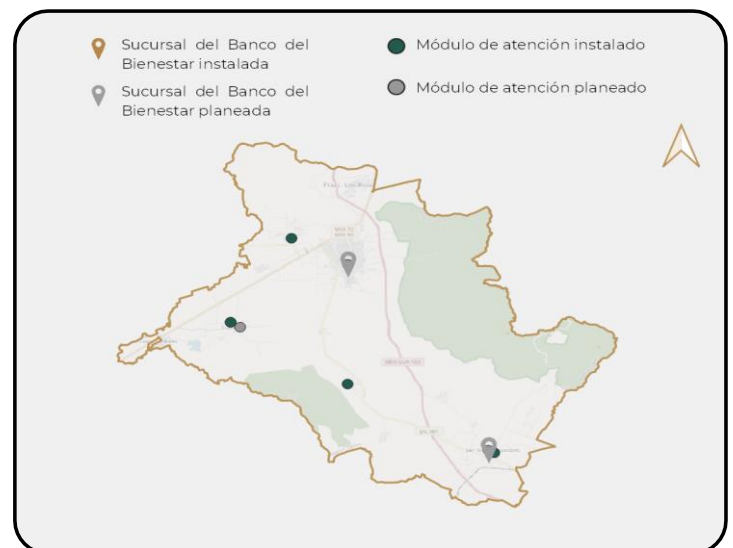 Sucursal del Banco del
Bienestar instalada
Módulo de atención instalado
Sucursal del Banco del
Bienestar planeada
Módulo de atención planeado